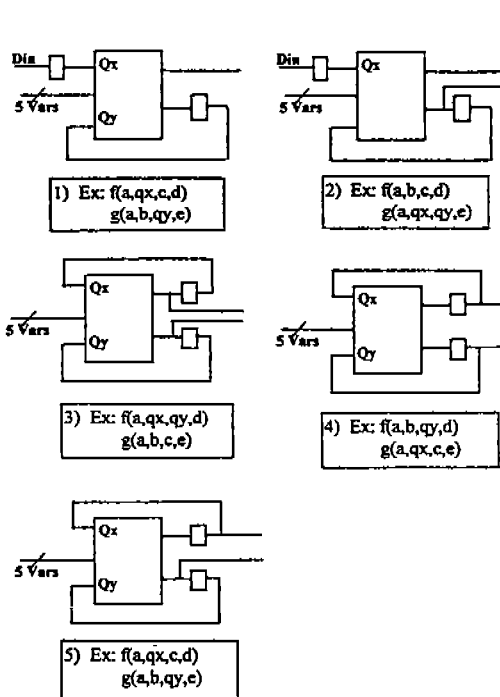 Din
Qx
5 Vars
Qy
1) Ex: f(a,qx,c,d)
g(a,b,qy,e)
Din
Qx
5 Vars
2) Ex: f(a,b,c,d)
g(a,qx,qy,e)
Qx
5 Vars
Qy
3) Ex: f(a,qx,qy,d)
g(a,b,c,e)
Qx
5 Vars
Qy
4) Ex: f(a,b,qy,d)
g(a,qx,c,e)
Qx
5 Vars
Qy
5) Ex: f(a,qx,c,d)
g(a,b,qy,e)